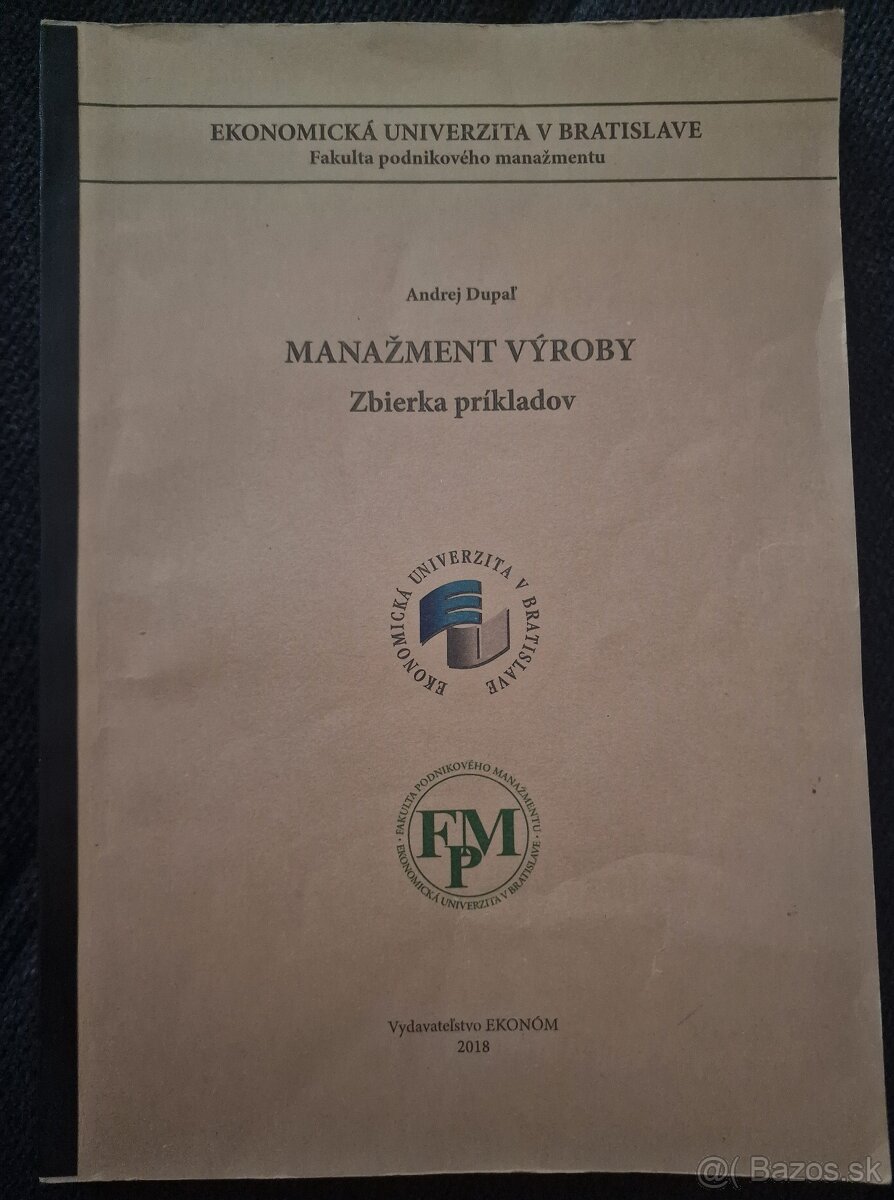 EKONOMICKÁ UNIVERZITA V BRATISLAVE
Fakulta podnikového manažmentu
Andrej Dupaľ
MANAŽMENT VÝROBY
Zbierka príkladov
EKONOMICKÁ UNIVERZITA V BRATISLAVE
· FAKULTA PODNIKOVÉHO MANAŽMENTU ·
EKONOMICKÁ UNIVERZITA V BRATISLAVE
FPM
Vydavateľstvo EKONÓM
2018
@( Bazos.sk